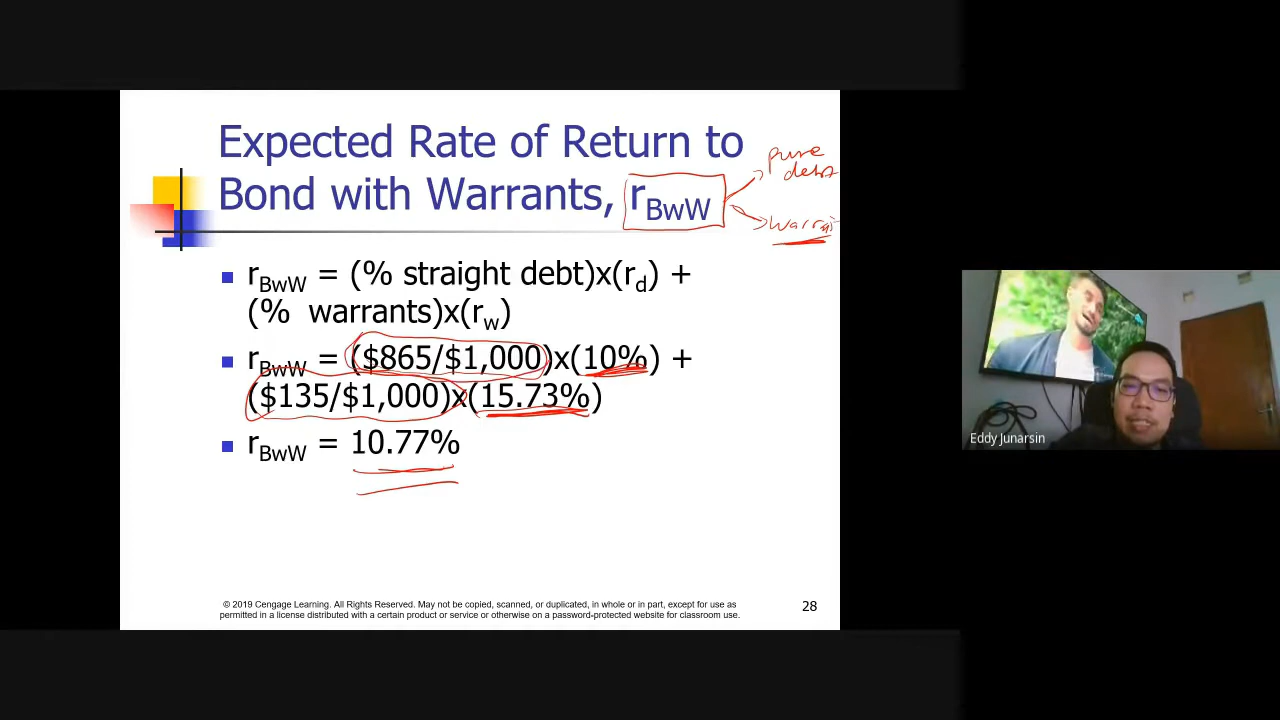 Expected Rate of Return to
Bond with Warrants, rBwW
pure
debt
rBwW = (% straight debt)x(rd) +
(% warrants)x(rw)
rBwW = ($865/$1,000)x(10%) +
($135/$1,000)x(15.73%)
rBwW = 10.77%
© 2019 Cengage Learning. All Rights Reserved. May not be copied, scanned, or duplicated, in whole or in part, except for use as
permitted in a license distributed with a certain product or service or otherwise on a password-protected website for classroom use.
28
Eddy Junarsin